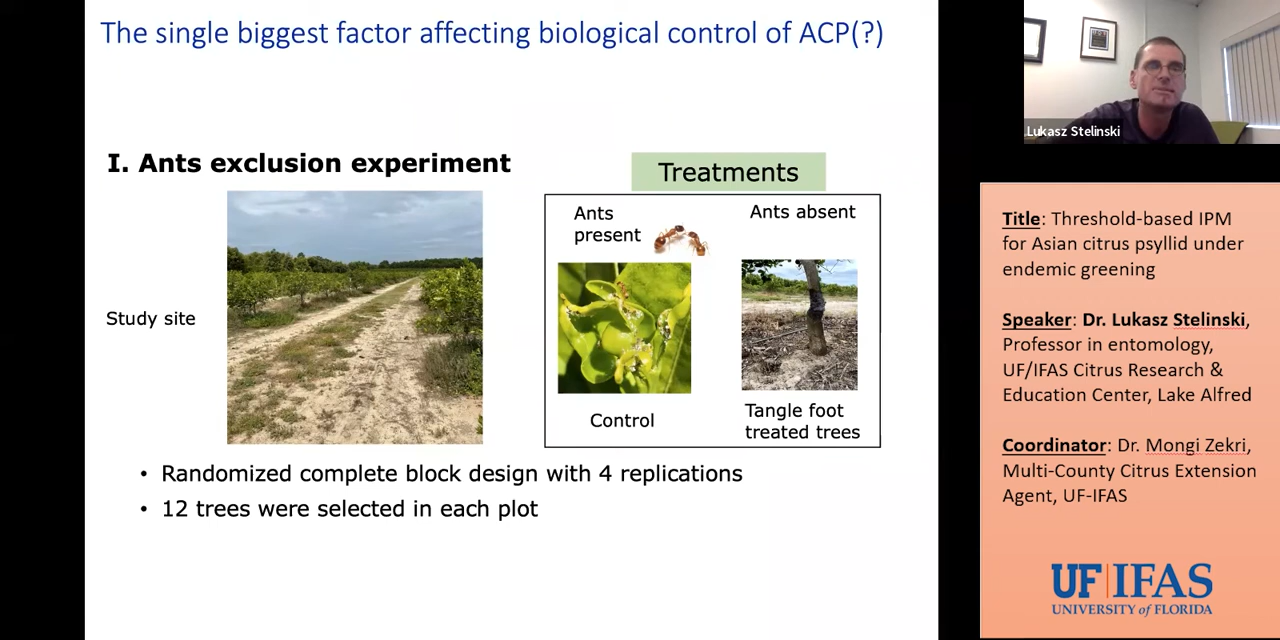 The single biggest factor affecting biological control of ACP(?)
I. Ants exclusion experiment
Treatments
Ants
present
Ants absent
Study site
Control
Tangle foot
treated trees
• Randomized complete block design with 4 replications
• 12 trees were selected in each plot
Lukasz Stelinski
Title: Threshold-based IPM
for Asian citrus psyllid under
endemic greening
Speaker: Dr. Lukasz Stelinski,
Professor in entomology,
UF/IFAS Citrus Research &
Education Center, Lake Alfred
Coordinator: Dr. Mongi Zekri,
Multi-County Citrus Extension
Agent, UF-IFAS
UF|IFAS
UNIVERSITY of FLORIDA